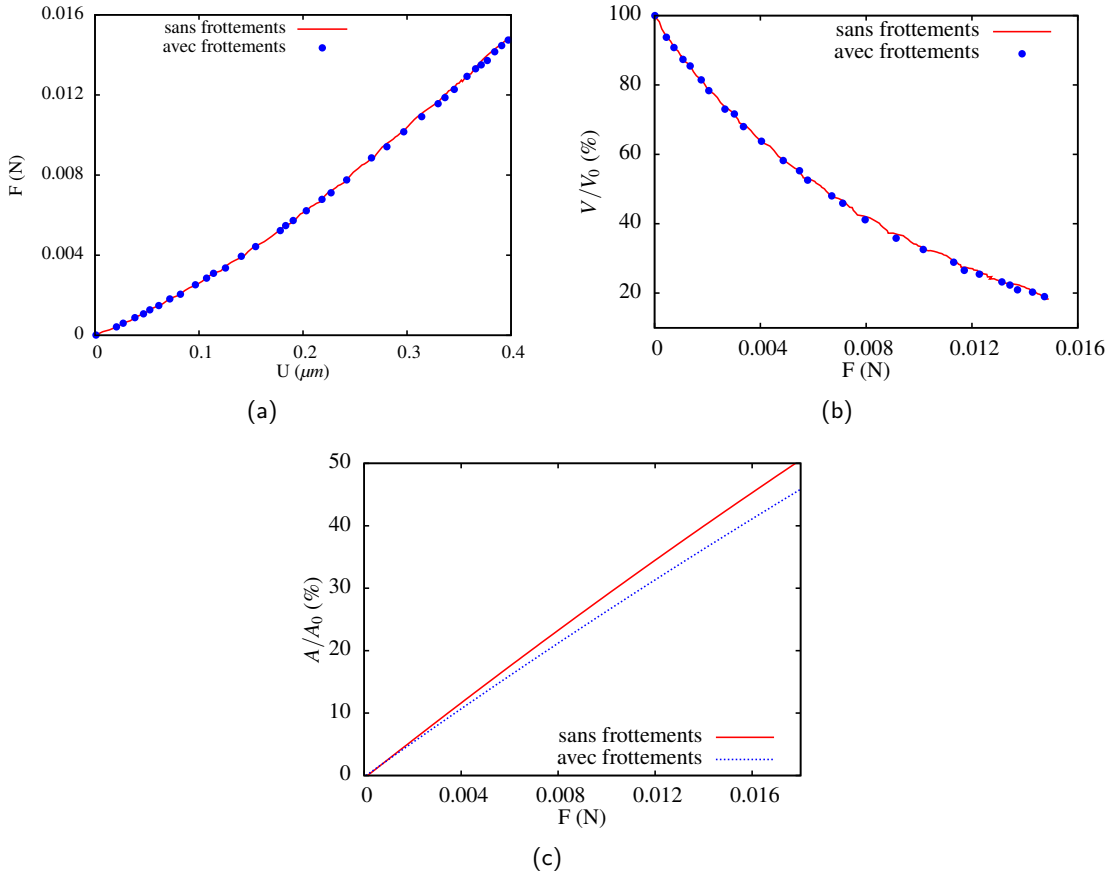 0.016
0.012
0.008
0.004
0
F (N)
sans frottements
avec frottements
0
0.1
0.2
0.3
0.4
U (μm)
(a)
100
80
60
40
20
V/V0 (%)
sans frottements
avec frottements
0
0.004
0.008
0.012
0.016
F (N)
(b)
50
40
30
20
10
0
A/A0 (%)
sans frottements
avec frottements
0
0.004
0.008
0.012
0.016
F (N)
(c)